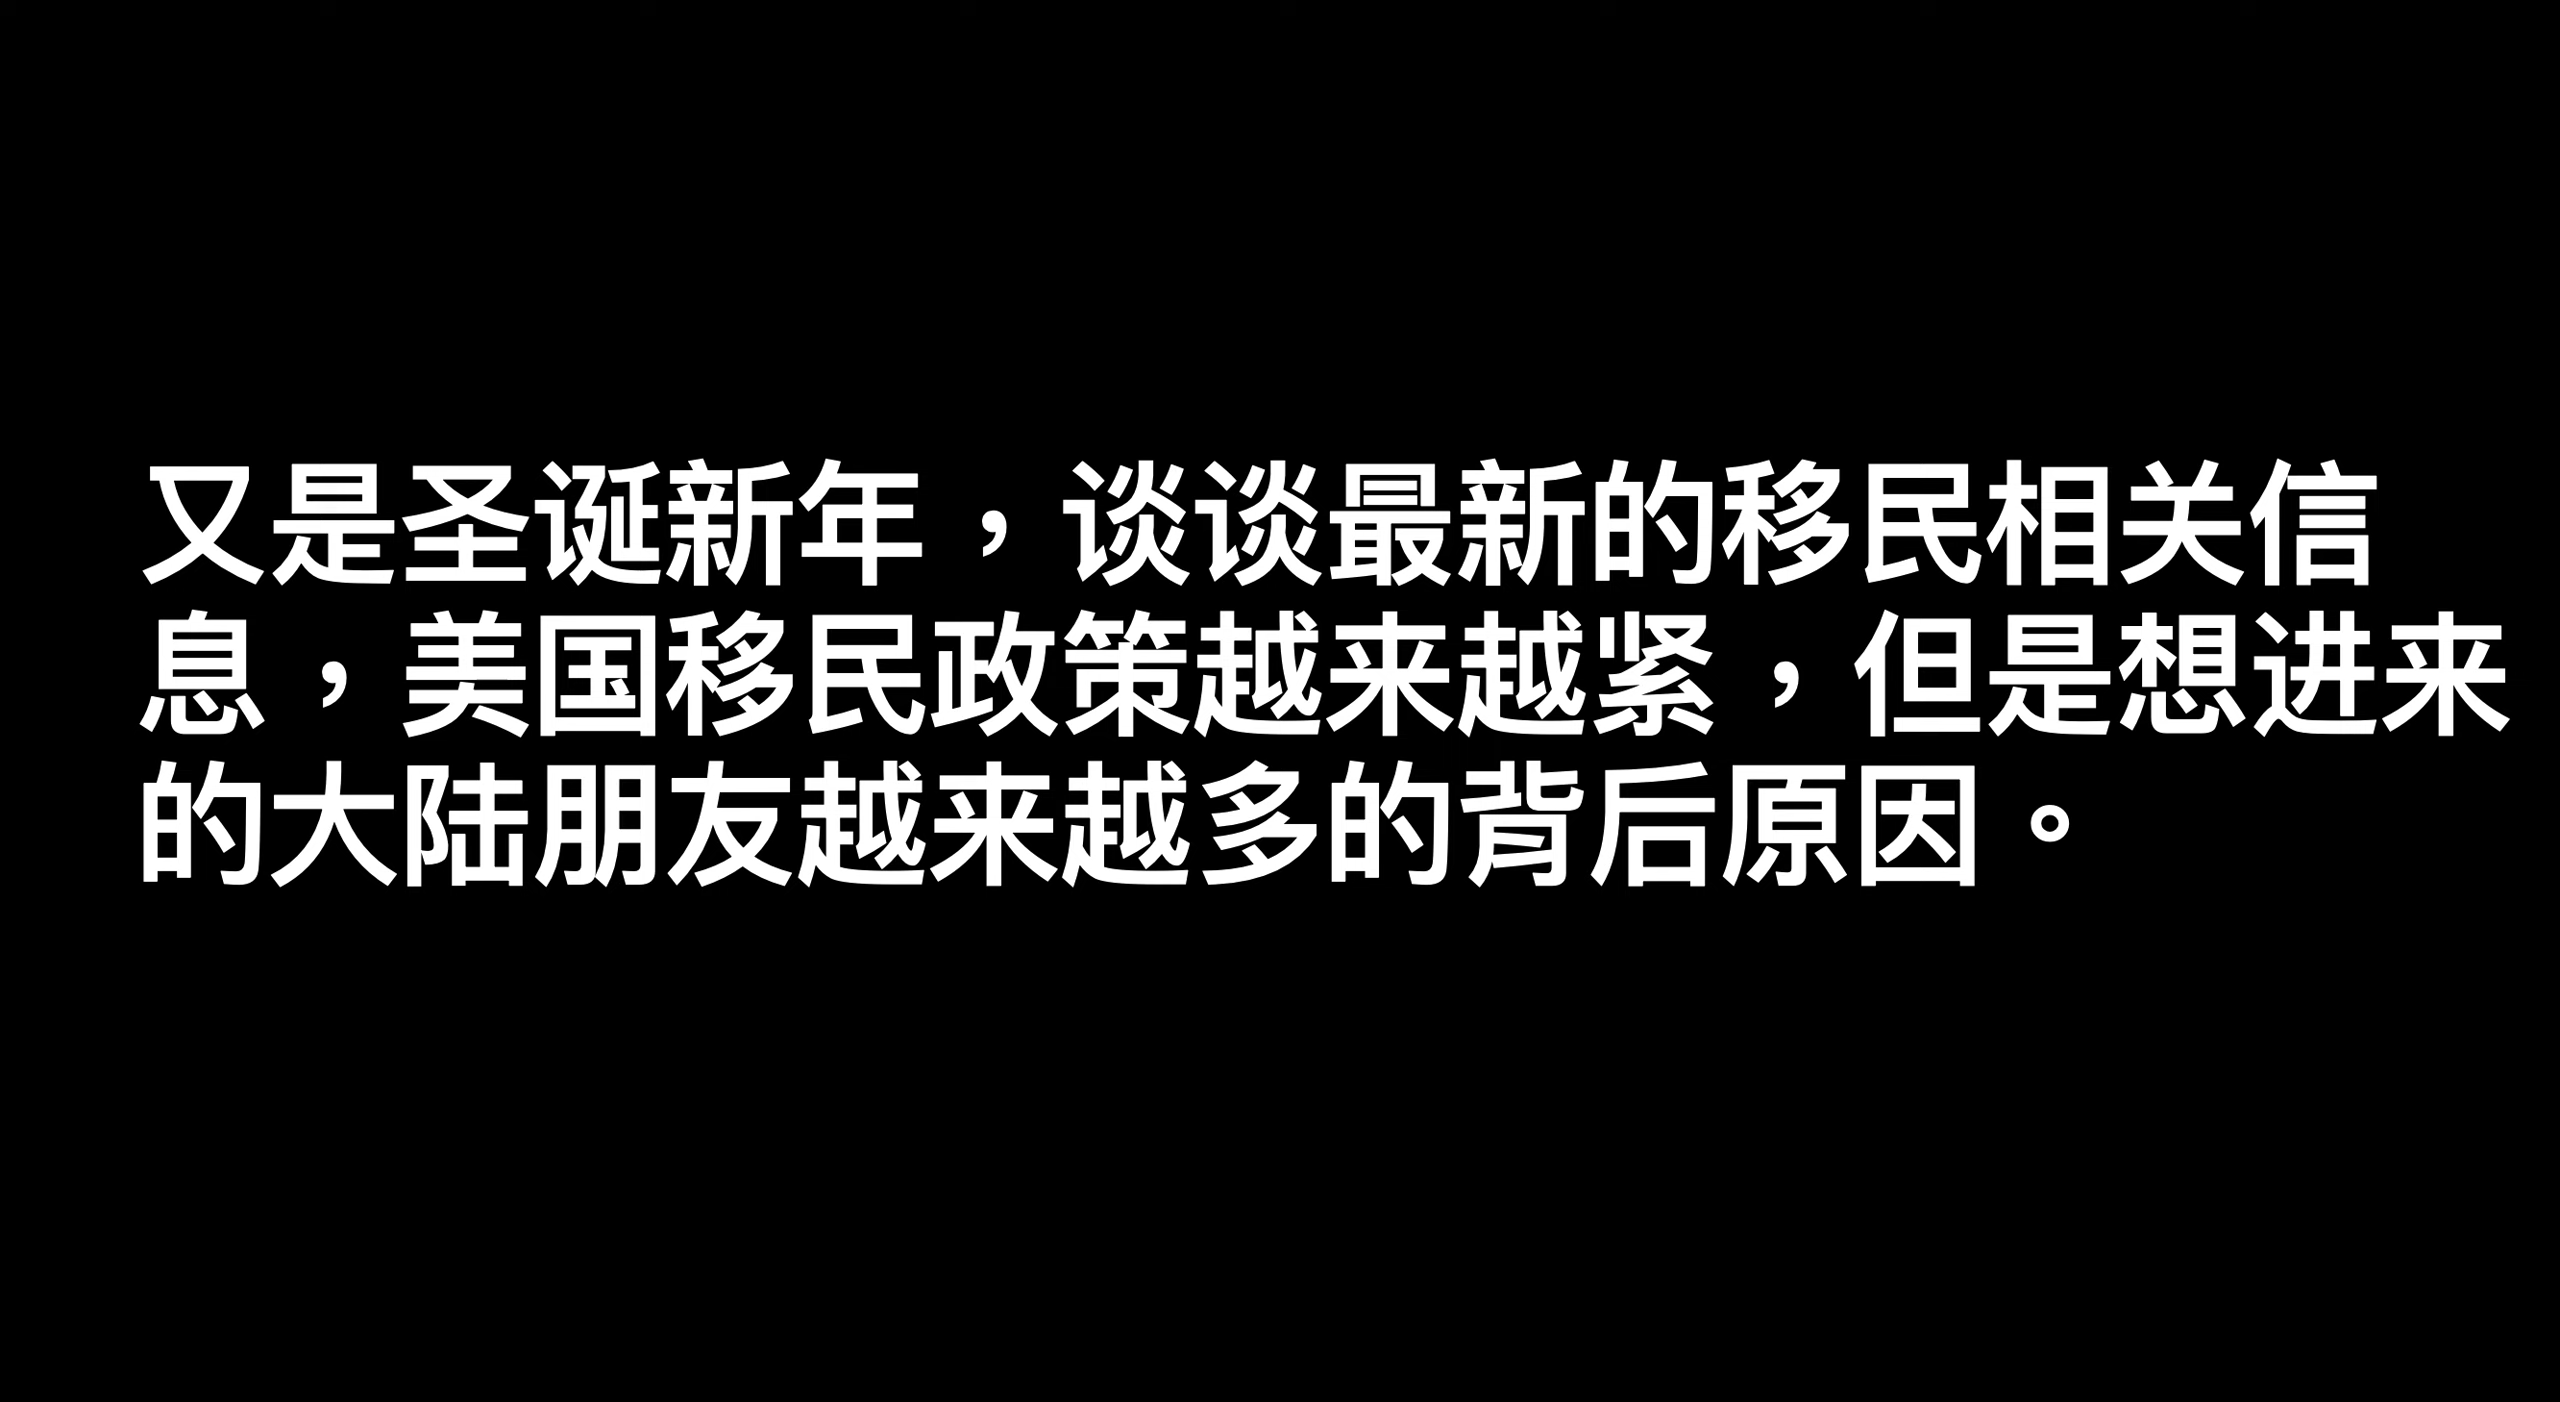 又是圣诞新年，谈谈最新的移民相关信
息，美国移民政策越来越紧，但是想进来
的大陆朋友越来越多的背后原因。